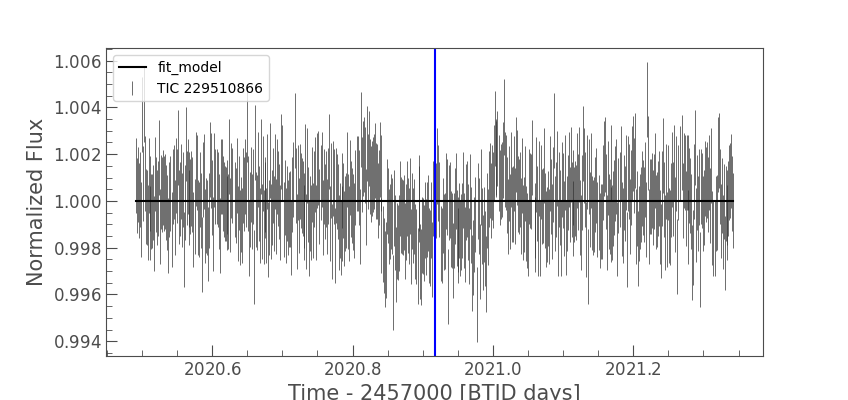 1.006
1.004
1.002
1.000
0.998
0.996
0.994
Normalized Flux
fit_model
TIC 229510866
2020.6
2020.8
2021.0
2021.2
Time - 2457000 [BTJD days]